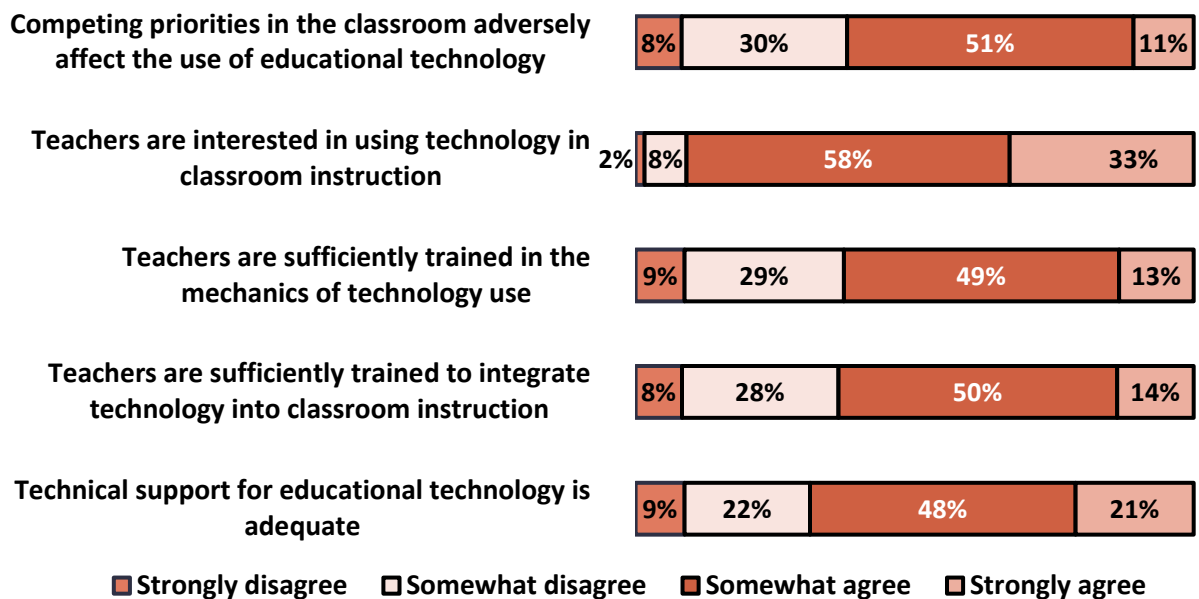 Competing priorities in the classroom adversely
affect the use of educational technology
8% 30% 51% 11%
Teachers are interested in using technology in
classroom instruction
2% 8% 58% 33%
Teachers are sufficiently trained in the
mechanics of technology use
9% 29% 49% 13%
Teachers are sufficiently trained to integrate
technology into classroom instruction
8% 28% 50% 14%
Technical support for educational technology is
adequate
9% 22% 48% 21%
Strongly disagree Somewhat disagree Somewhat agree Strongly agree